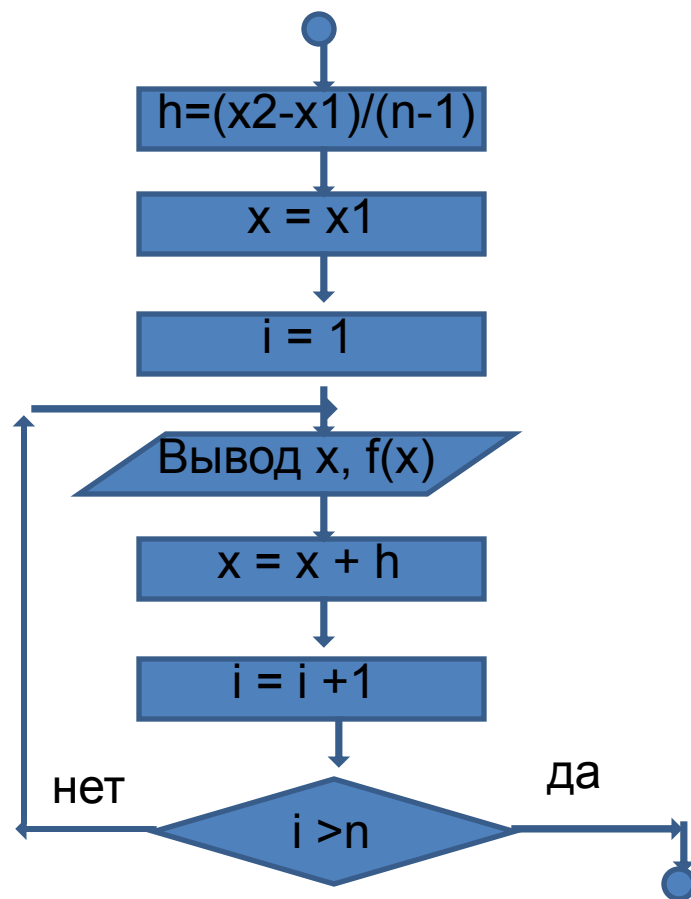 h=(x2-x1)/(n-1)
x = x1
i = 1
Вывод x, f(x)
x = x + h
i = i +1
нет
да
i >n